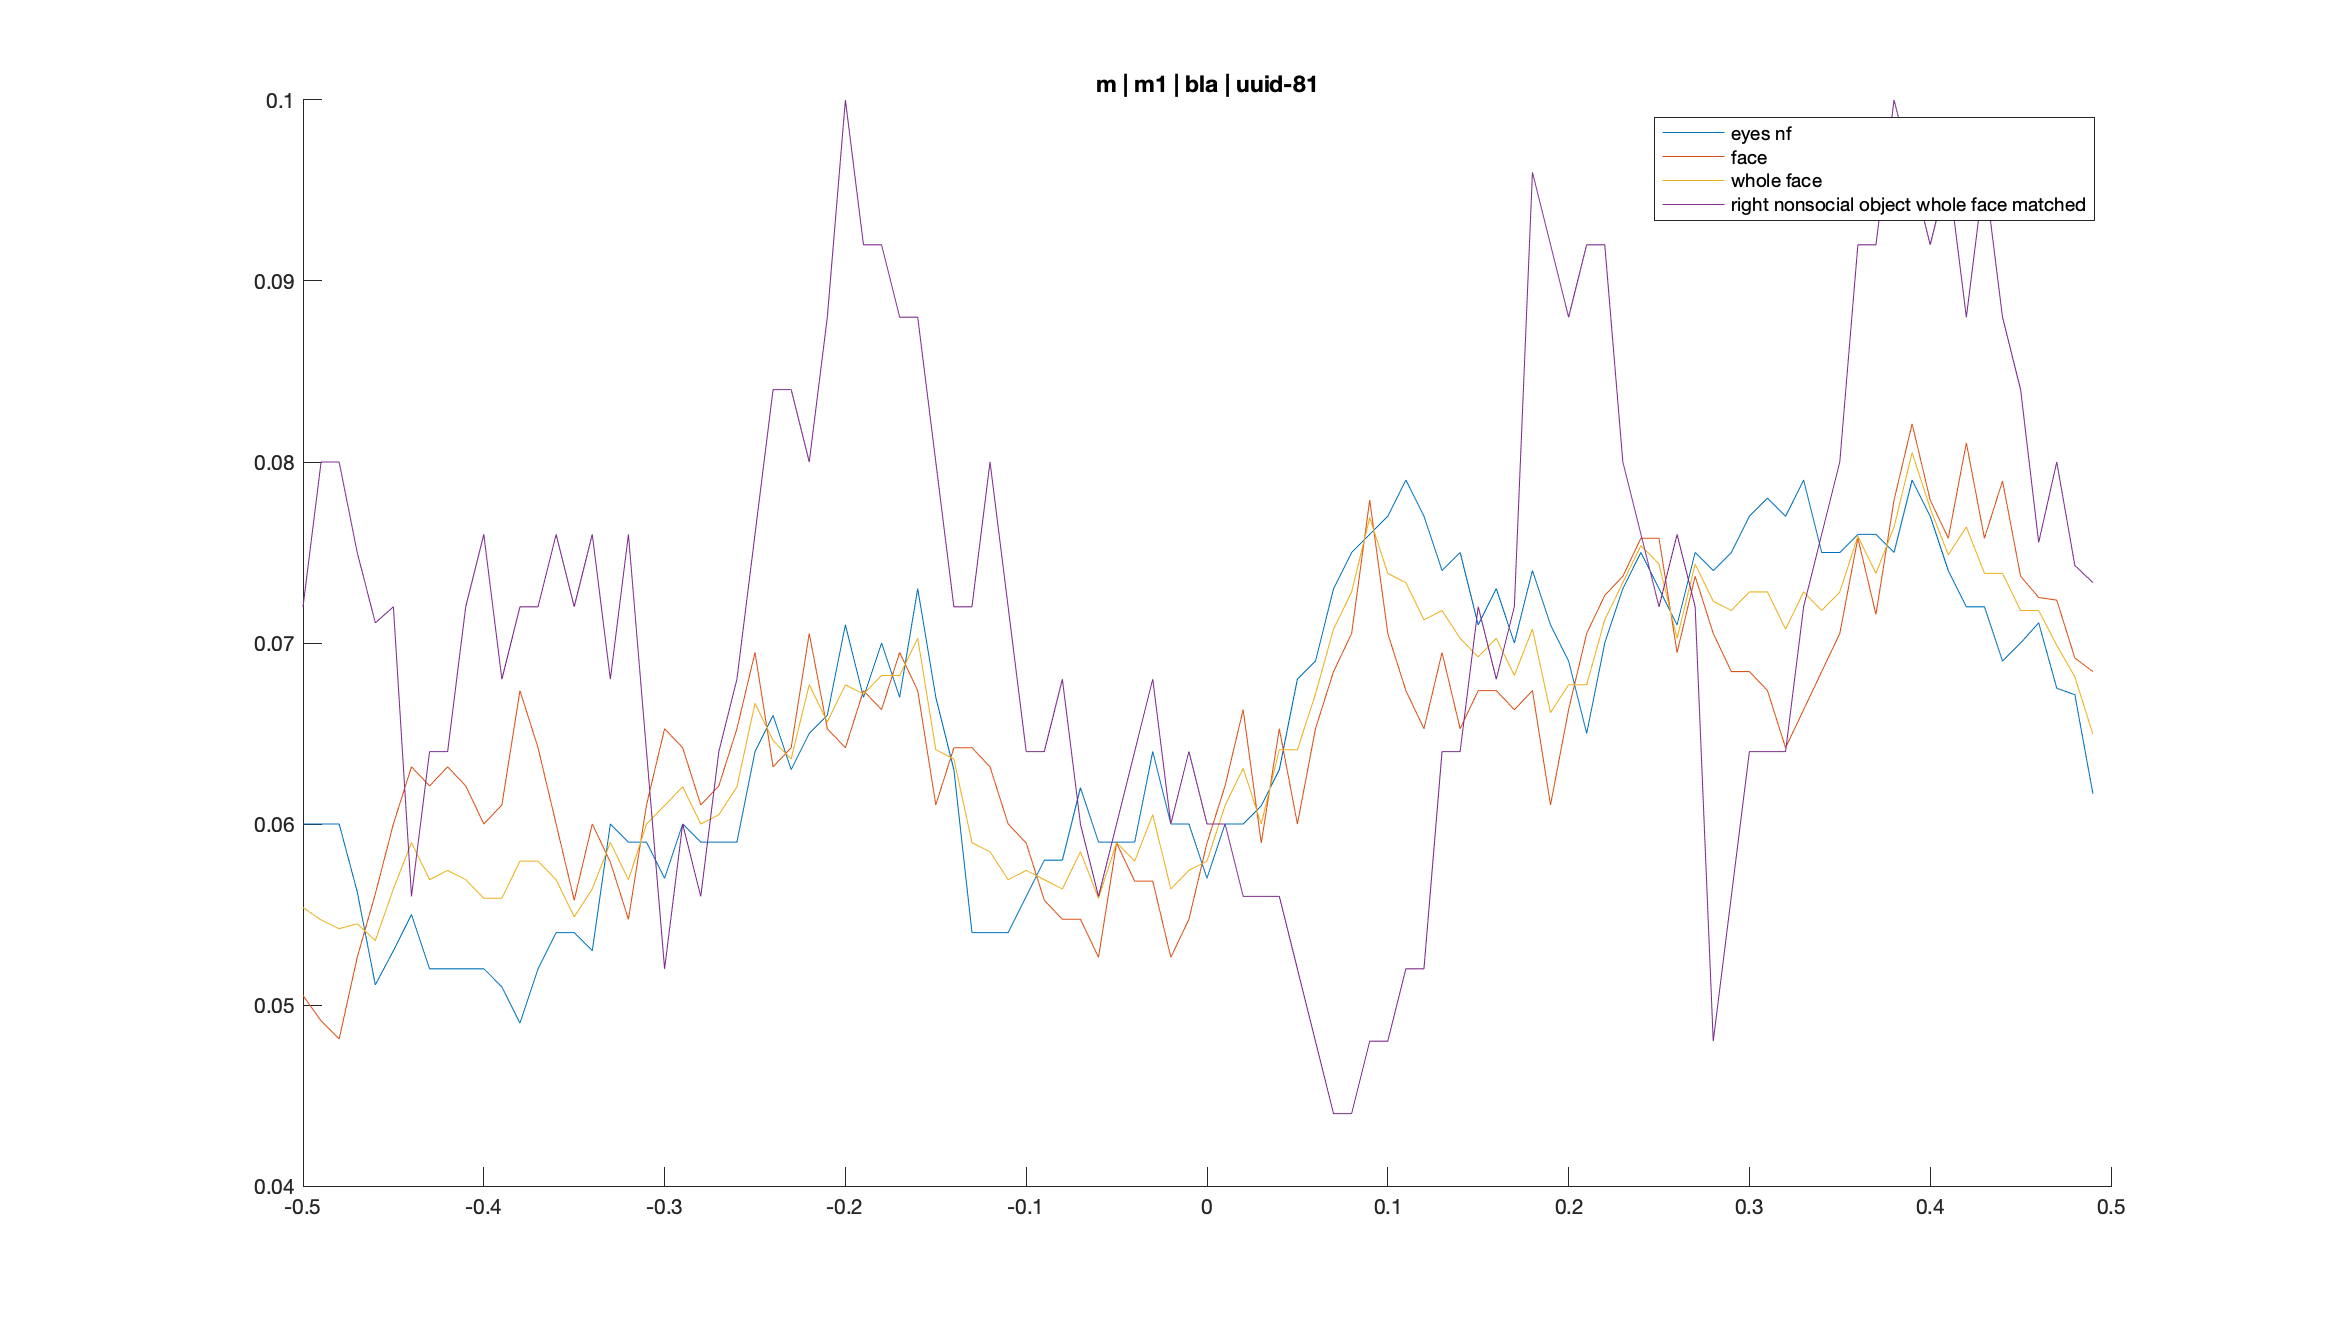 m | m1 | bla | uuid-81
eyes nf
face
whole face
right nonsocial object whole face matched
0.1
0.09
0.08
0.07
0.06
0.05
0.04
-0.5 -0.4 -0.3 -0.2 -0.1 0 0.1 0.2 0.3 0.4 0.5